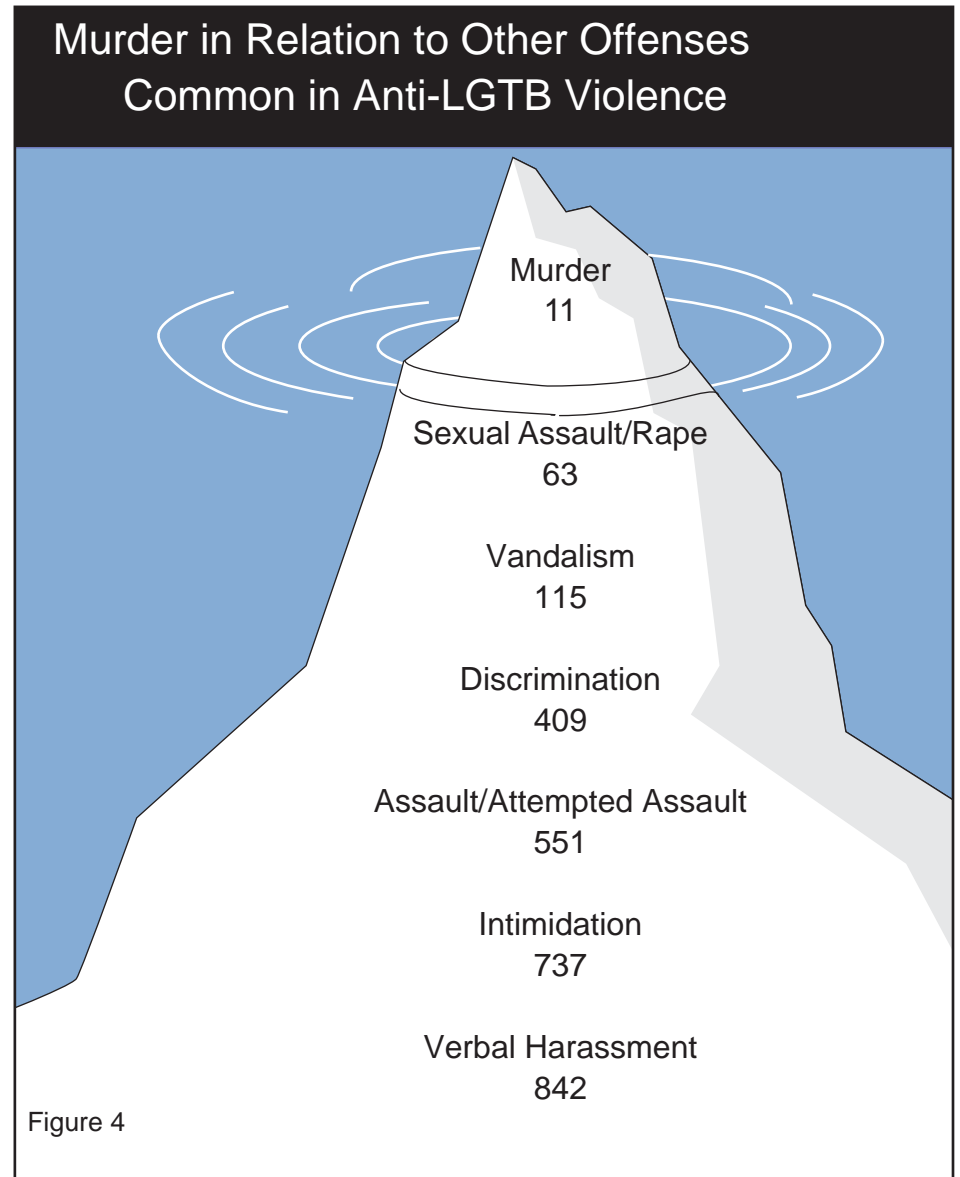 Murder in Relation to Other Offenses
Common in Anti-LGTB Violence
Murder
11
Sexual Assault/Rape
63
Vandalism
115
Discrimination
409
Assault/Attempted Assault
551
Intimidation
737
Verbal Harassment
842
Figure 4